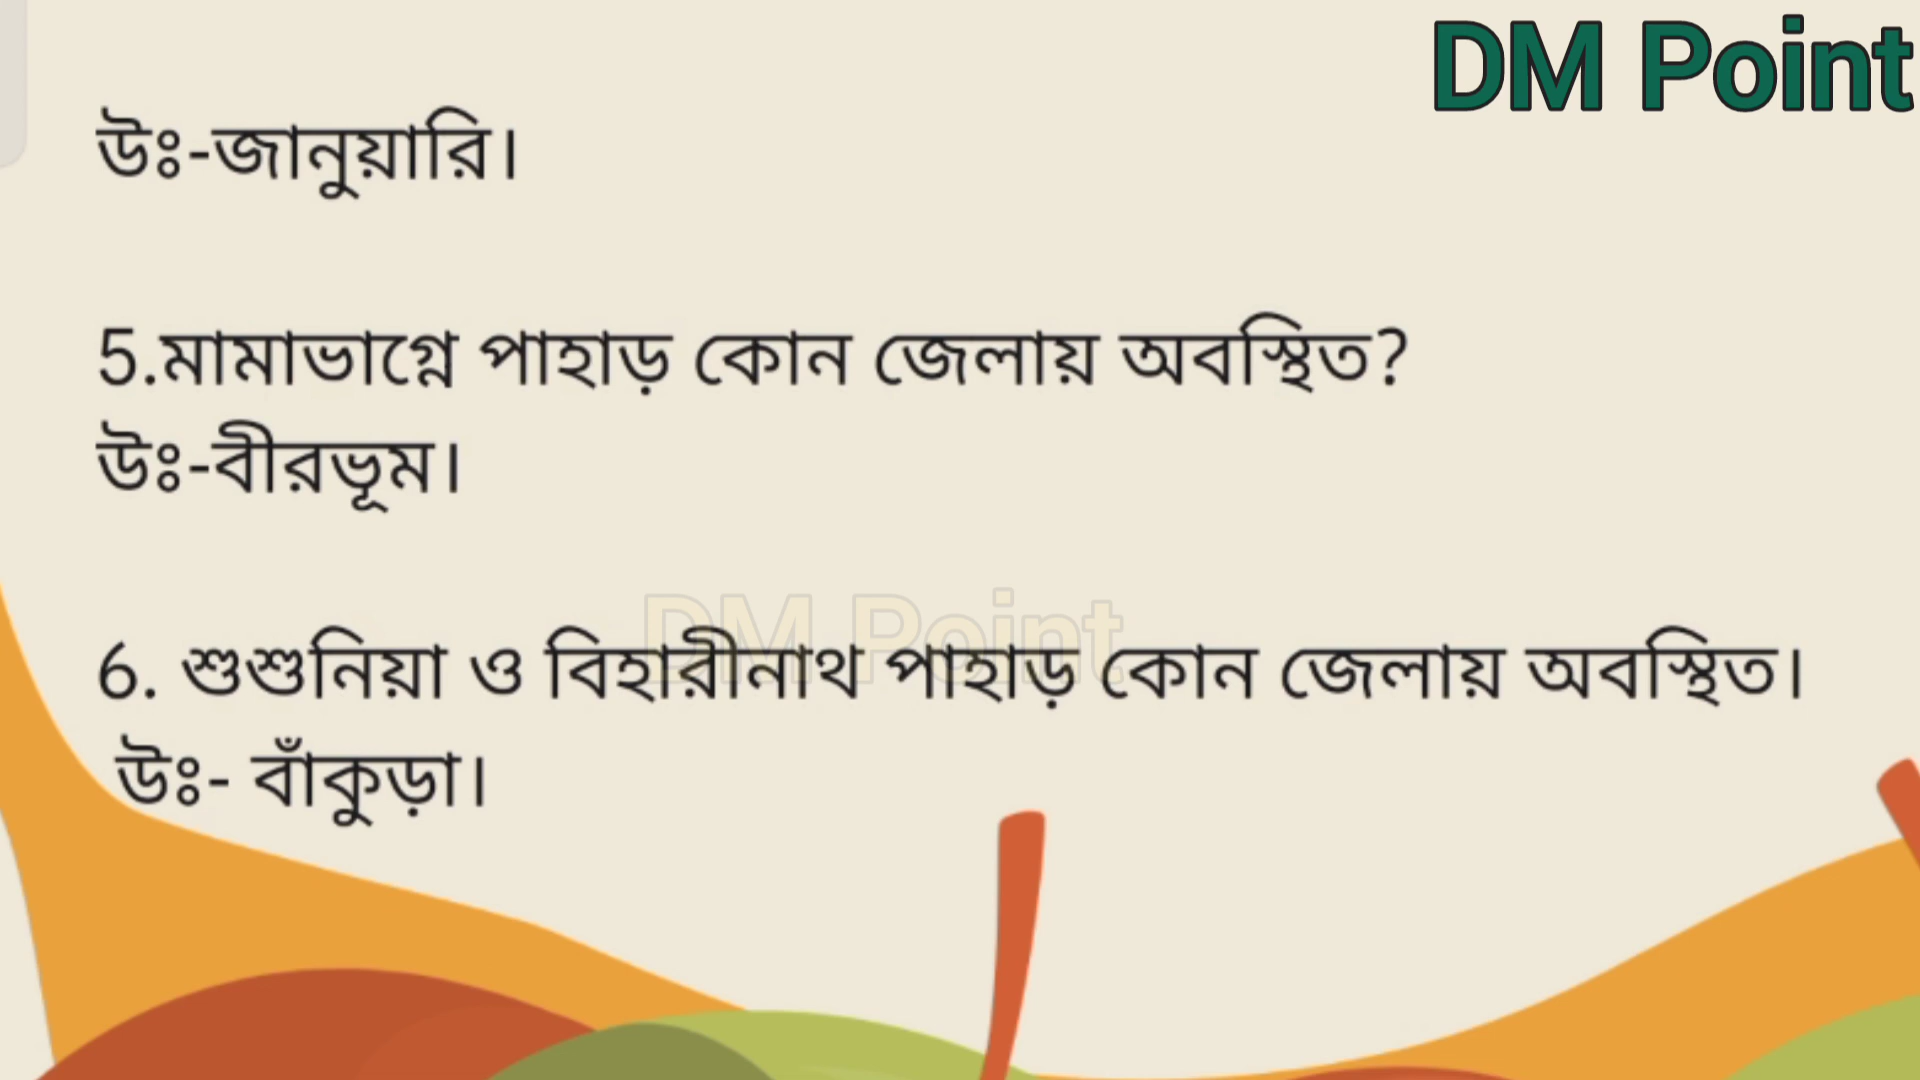 DM Point
উঃ-জানুয়ারি।
5.মামাভাগ্নে পাহাড় কোন জেলায় অবস্থিত?
উঃ-বীরভূম।
DM Point
6. শুশুনিয়া ও বিহারীনাথ পাহাড় কোন জেলায় অবস্থিত।
উঃ- বাঁকুড়া।